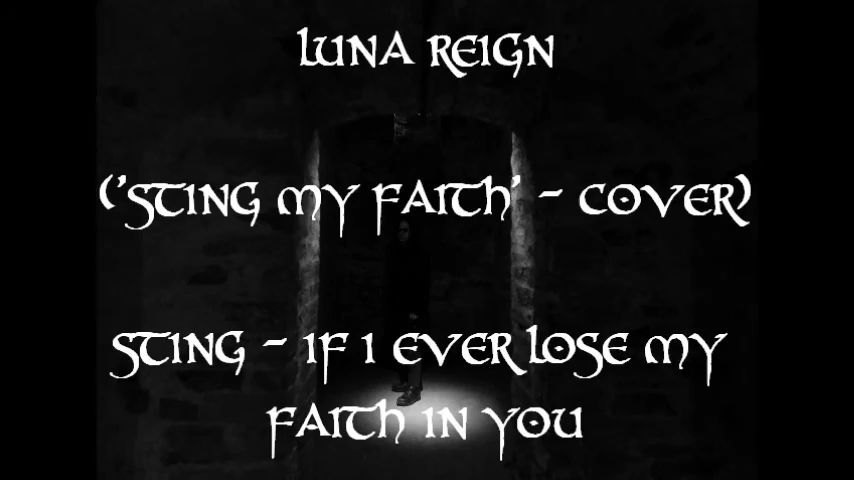 LUNA REIGN
('STING MY FAITH' - COVER)
STING - IF I EVER LOSE MY
FAITH IN YOU